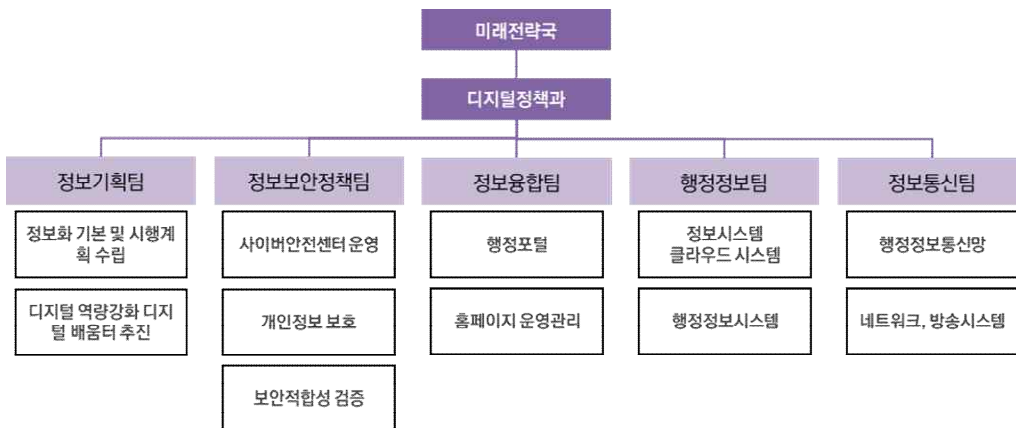 미래전략국
디지털정책과
정보기획팀
정보보안정책팀
정보융합팀
행정정보팀
정보통신팀
정보화 기본 및 시행계
획 수립
사이버안전센터 운영
행정포털
정보시스템
클라우드 시스템
행정정보통신망
디지털 역량강화 디지
털 배움터 추진
개인정보 보호
홈페이지 운영관리
행정정보시스템
네트워크, 방송시스템
보안적합성 검증